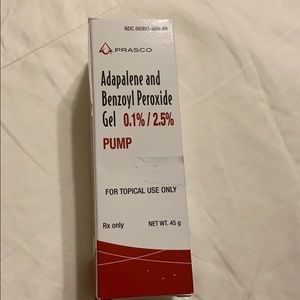 PRASCO
Adapalene and
Benzoyl Peroxide
Gel 0.1% / 2.5%
PUMP
FOR TOPICAL USE ONLY
Rx only NET WT. 45 g